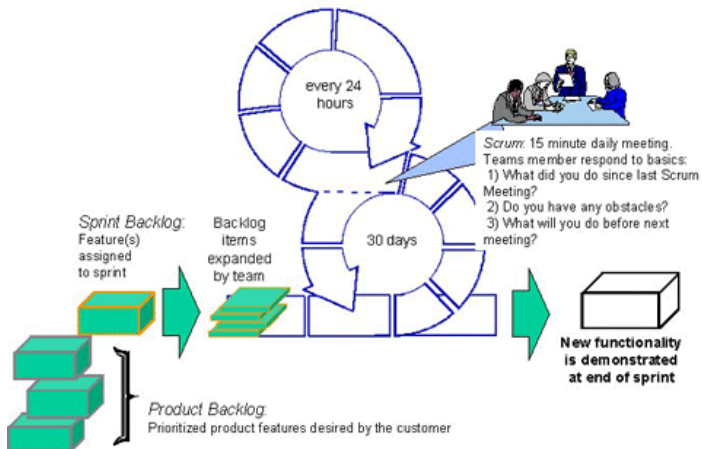 every 24
hours
Scrum: 15 minute daily meeting.
Teams member respond to basics:
1) What did you do since last Scrum
Meeting?
2) Do you have any obstacles?
3) What will you do before next
meeting?
Sprint Backlog:
Feature(s)
assigned
to sprint
Backlog
items
expanded
by team
30 days
New functionality
is demonstrated
at end of sprint
Product Backlog:
Prioritized product features desired by the customer